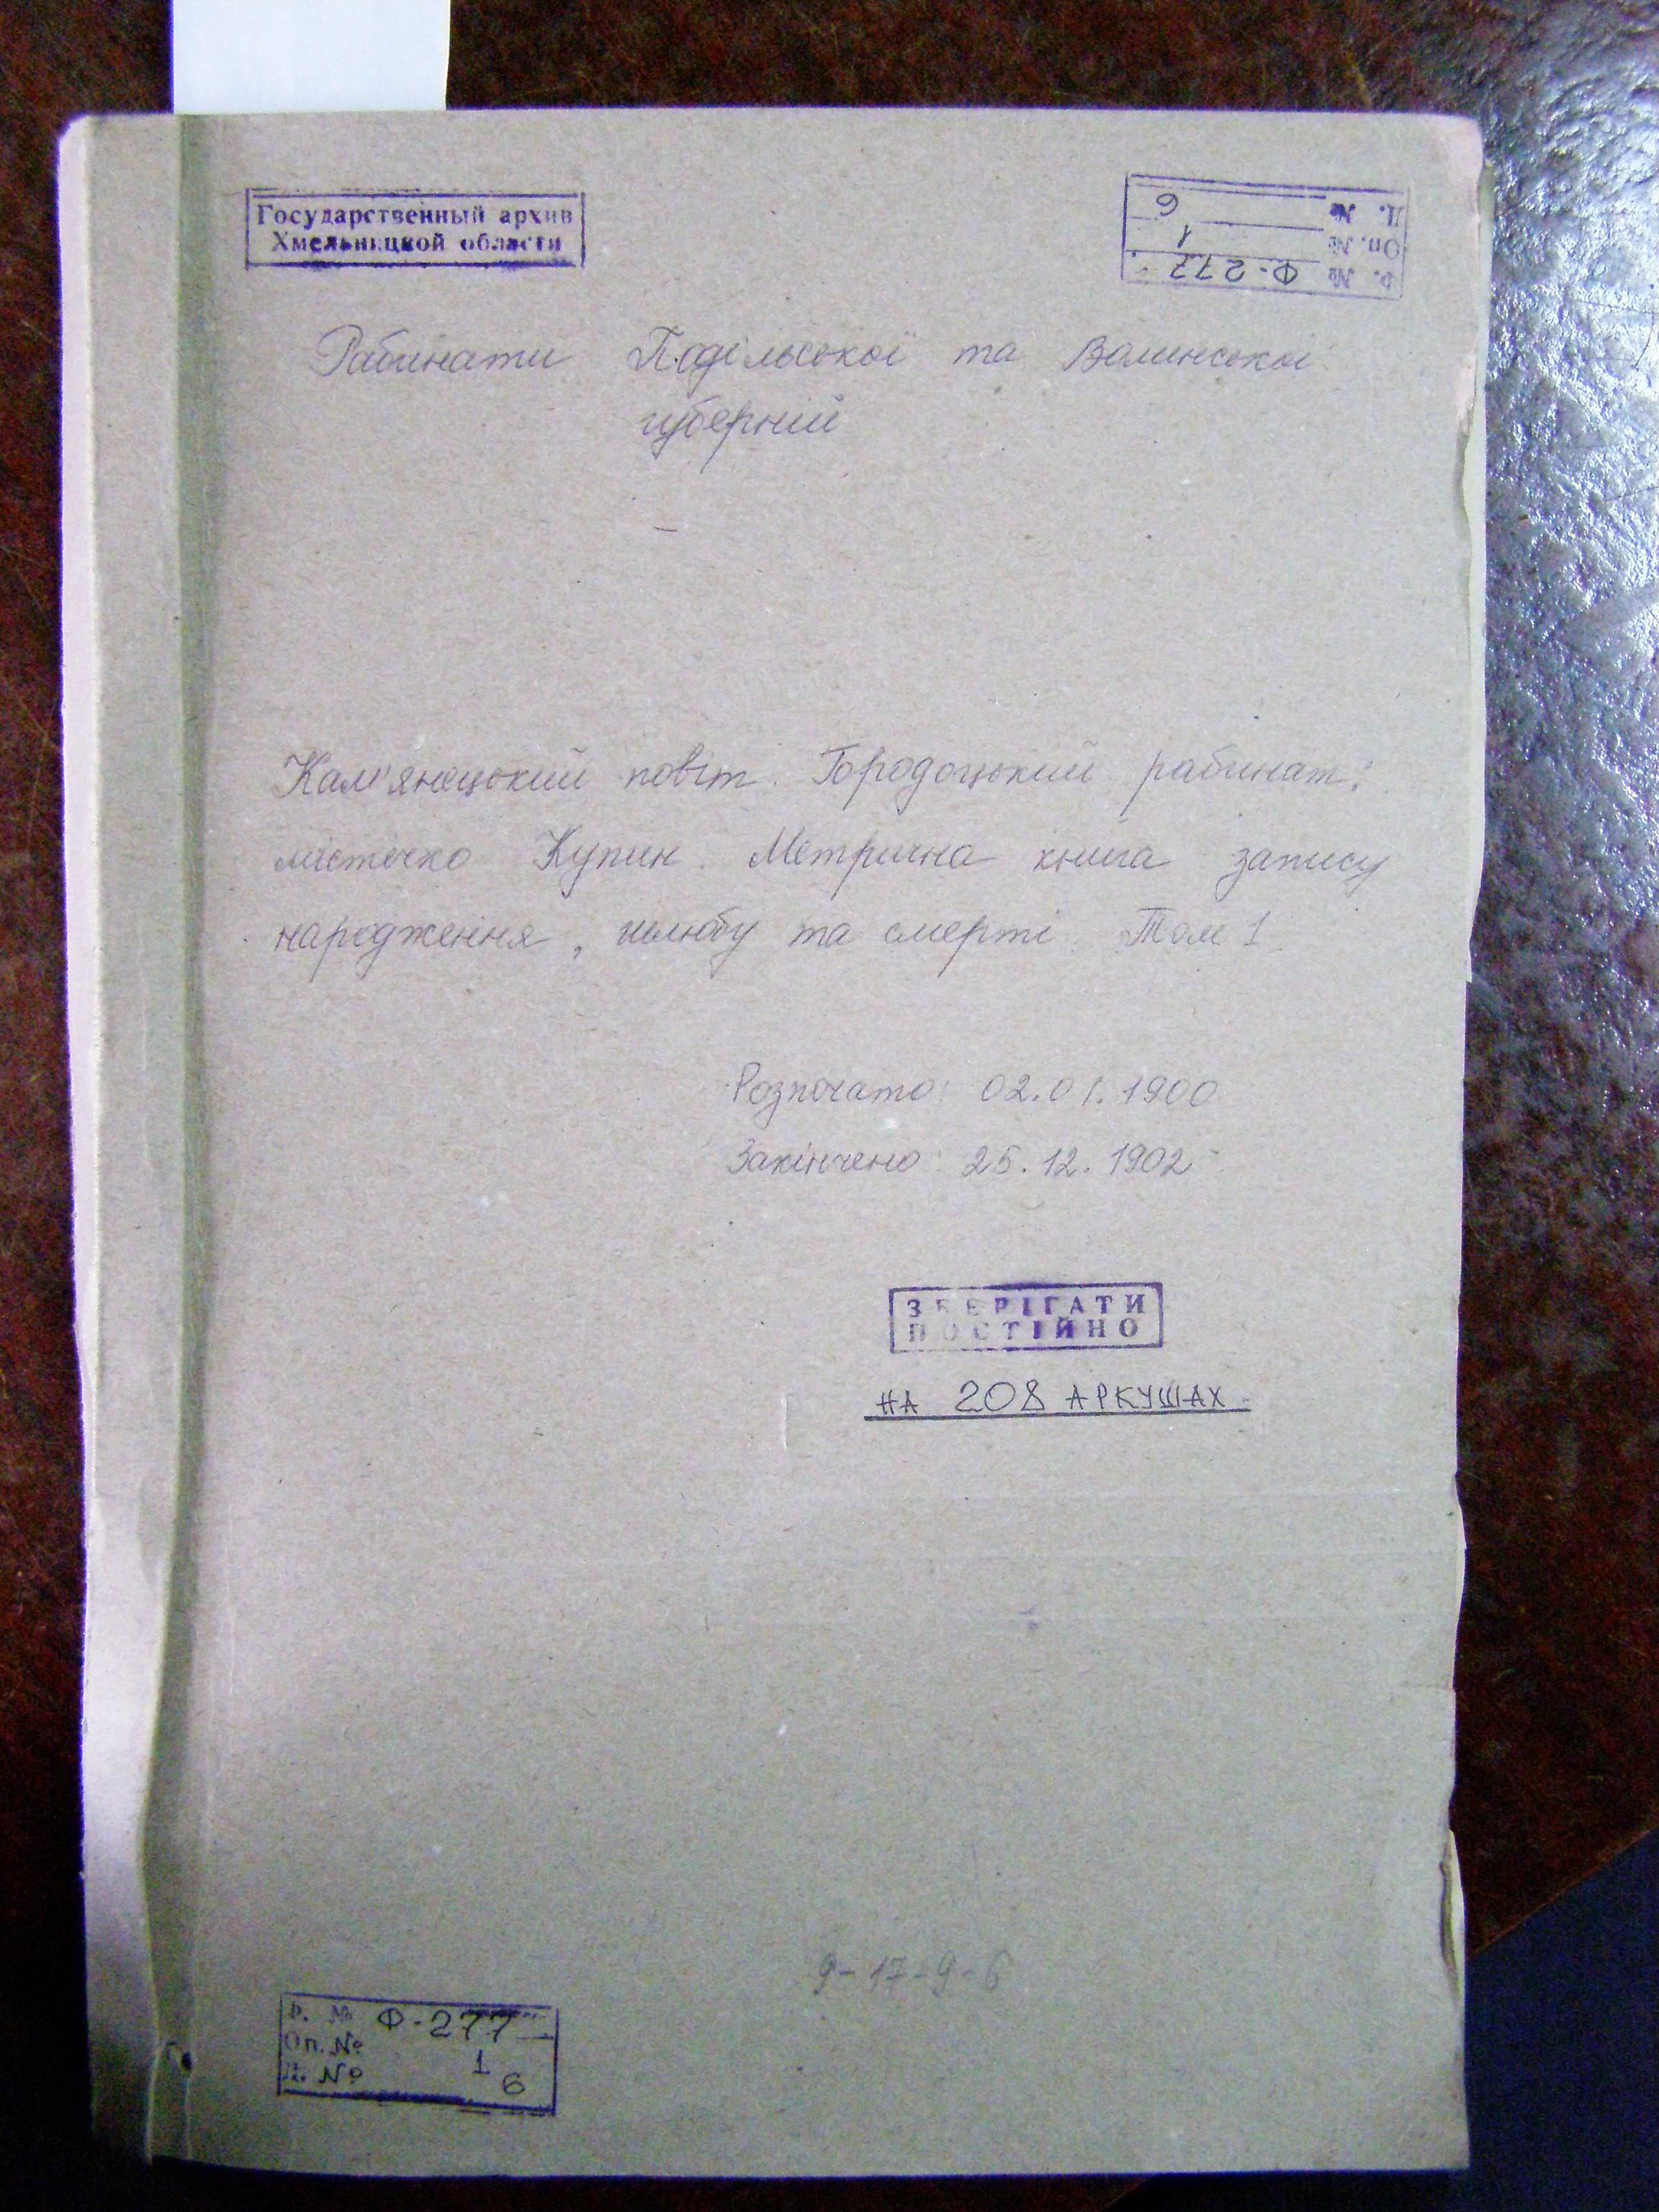 Государственный архив
Хмельницкой области
Ф. № Ф-277
Оп. № 1
Д. № 6
Рабінати Подільської та Волинської
губерній
Кам'янецький повіт. Городоцький рабинат:
містечко Купин. Метрична книга запису
народження, шлюбу та смерті. Том 1.
Розпочато: 02.01.1900
Закінчено: 25.12.1902
ЗБЕРІГАТИ
ПОСТІЙНО
НА 208 АРКУШАХ.
9-17-9-6
Ф. № Ф-277
Оп. № 1
Д. № 6